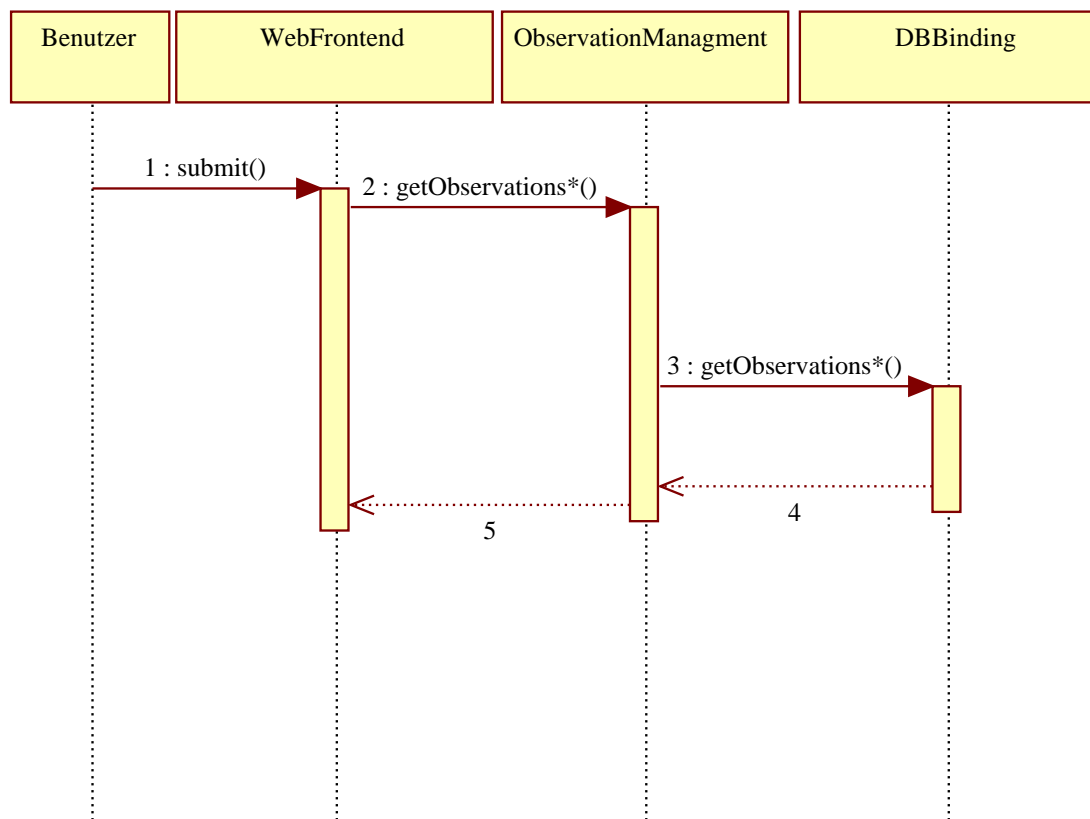 Benutzer
WebFrontend
ObservationManagment
DBBinding
1 : submit()
2 : getObservations*()
3 : getObservations*()
4
5